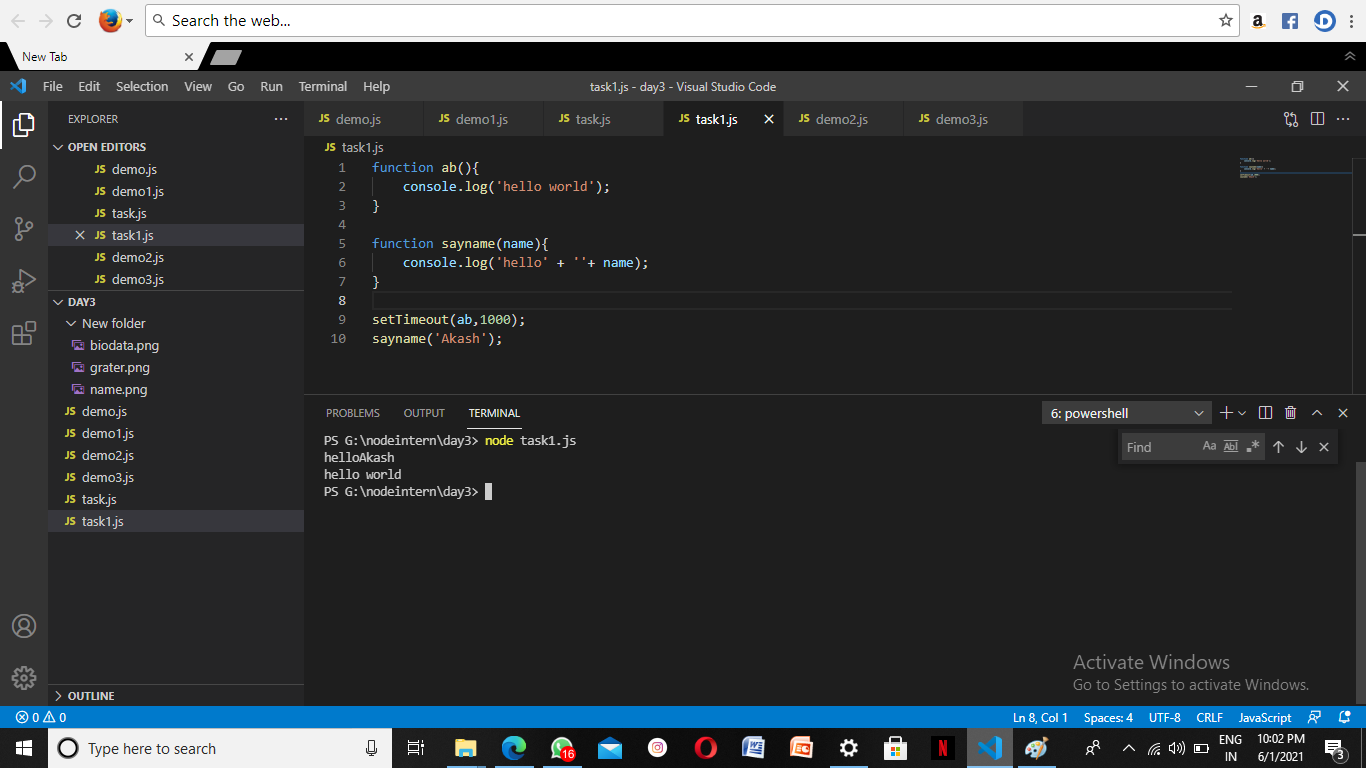 Search the web...
New Tab
File Edit Selection View Go Run Terminal Help
task1.js - day3 - Visual Studio Code
EXPLORER
OPEN EDITORS
JS demo.js
JS demo1.js
JS task.js
JS task1.js
JS demo2.js
JS demo3.js
DAY3
New folder
biodata.png
grater.png
name.png
JS demo.js
JS demo1.js
JS demo2.js
JS demo3.js
JS task.js
JS task1.js
OUTLINE
JS demo.js JS demo1.js JS task.js JS task1.js JS demo2.js JS demo3.js
JS task1.js
1 function ab(){
2 console.log('hello world');
3 }
4
5 function sayname(name){
6 console.log('hello' + ''+ name);
7 }
8
9 setTimeout(ab,1000);
10 sayname('Akash');
PROBLEMS OUTPUT TERMINAL
6: powershell
Find Aa Abl
PS G:\nodeintern\day3> node task1.js
helloAkash
hello world
PS G:\nodeintern\day3>
Activate Windows
Go to Settings to activate Windows.
0 0
Ln 8, Col 1 Spaces: 4 UTF-8 CRLF JavaScript
Type here to search
16
ENG
IN
10:02 PM
6/1/2021
3